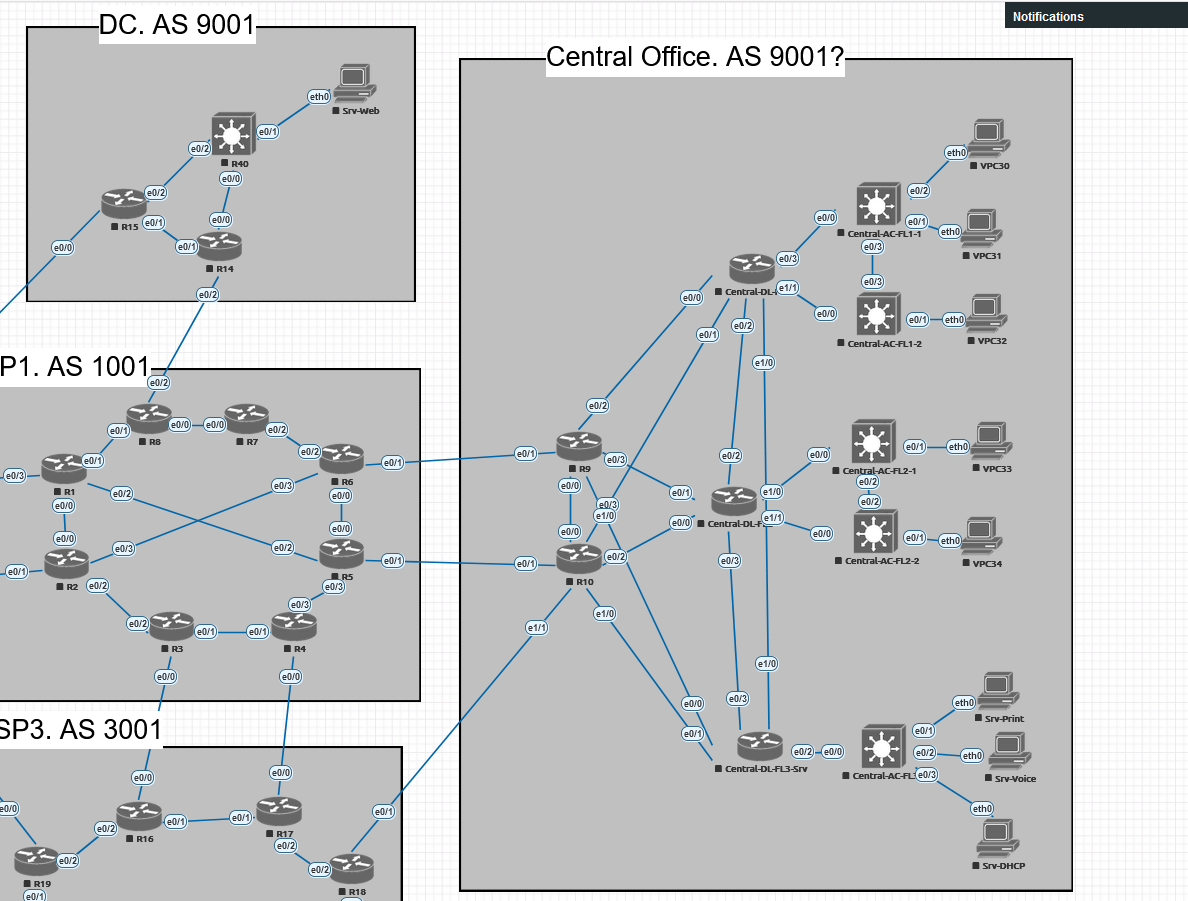 Notifications
DC. AS 9001
eth0
Srv-Web
e0/1
e0/2
R40
e0/0
e0/2
R15
e0/1
e0/0
e0/1
e0/0
R14
e0/2
Central Office. AS 9001?
eth0
VPC30
e0/2
e0/0
e0/1
eth0
Central-AC-FL1-1
e0/3
VPC31
e0/3
e0/3
Central-DL-
e1/1
e0/0
e0/0
e0/1
eth0
Central-AC-FL1-2
VPC32
e0/1
e0/2
e1/0
P1. AS 1001
e0/2
e0/1
R8
e0/0
e0/0
R7
e0/2
e0/2
e0/3
R1
e0/1
e0/2
e0/0
R6
e0/1
e0/3
e0/0
e0/0
e0/0
e0/3
e0/2
R5
e0/1
e0/1
R2
e0/2
e0/3
e0/3
e0/2
R3
e0/1
e0/1
R4
e0/0
e0/0
e0/2
e0/1
R9
e0/3
e0/0
e0/1
e0/3
e1/0
e0/0
e0/0
e0/1
R10
e0/2
e1/0
e1/1
e0/2
Central-DL-F
e1/0
e1/1
e0/3
e0/0
e0/1
eth0
Central-AC-FL2-1
VPC33
e0/2
e0/2
e0/0
e0/1
eth0
Central-AC-FL2-2
VPC34
e1/0
e0/3
e0/0
e0/1
Central-DL-FL3-Srv
e0/2
e0/0
Central-AC-FL3
e0/1
eth0
Srv-Print
e0/2
eth0
Srv-Voice
e0/3
eth0
Srv-DHCP
SP3. AS 3001
e0/0
e0/0
e0/0
e0/2
R16
e0/1
e0/1
R17
e0/2
e0/1
R19
e0/2
e0/1
e0/2
R18